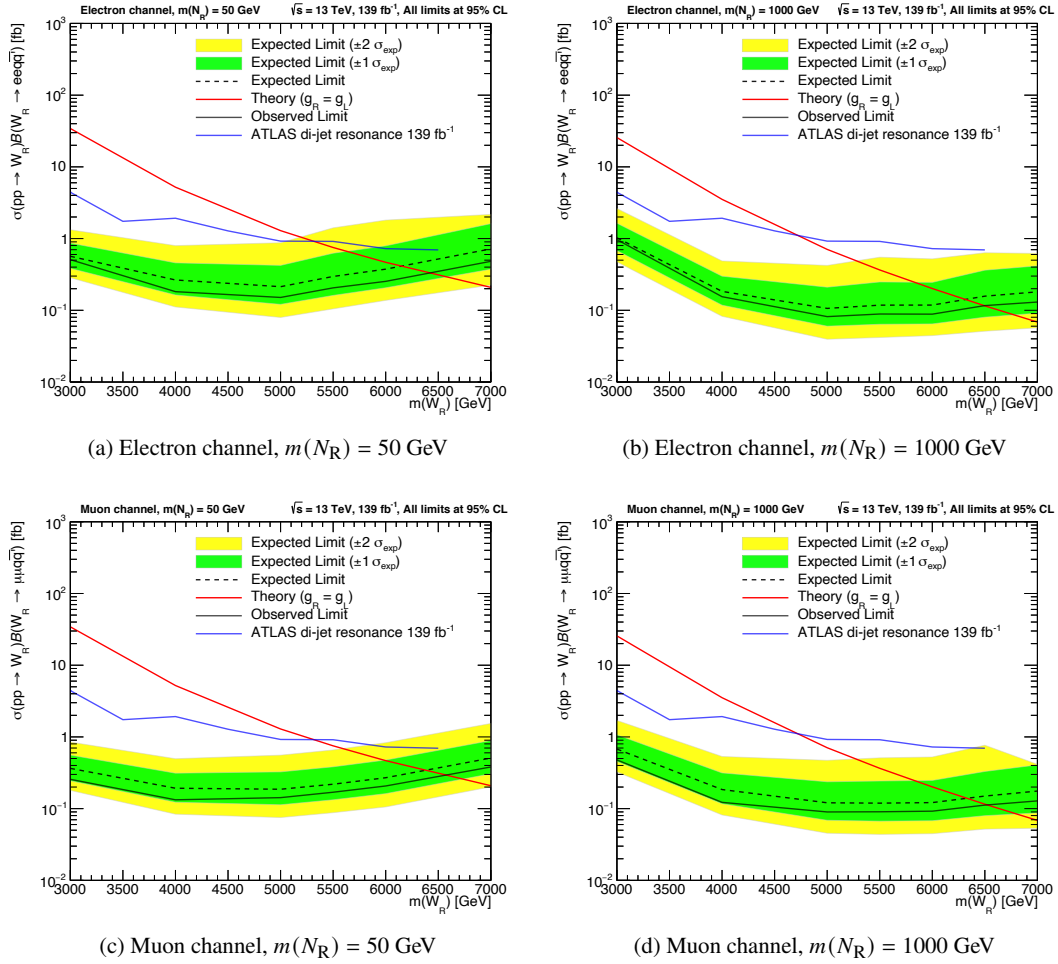 Electron channel, m(N_R) = 50 GeV √s = 13 TeV, 139 fb⁻¹, All limits at 95% CL
σ(pp → W_R)B(W_R → eeqq̅') [fb]
10³
10²
10
1
10⁻¹
10⁻²
Expected Limit (±2 σ_exp)
Expected Limit (±1 σ_exp)
Expected Limit
Theory (g_R = g_L)
Observed Limit
ATLAS di-jet resonance 139 fb⁻¹
3000 3500 4000 4500 5000 5500 6000 6500 7000
m(W_R) [GeV]
(a) Electron channel, m(N_R) = 50 GeV
Electron channel, m(N_R) = 1000 GeV √s = 13 TeV, 139 fb⁻¹, All limits at 95% CL
σ(pp → W_R)B(W_R → eeqq̅') [fb]
10³
10²
10
1
10⁻¹
10⁻²
Expected Limit (±2 σ_exp)
Expected Limit (±1 σ_exp)
Expected Limit
Theory (g_R = g_L)
Observed Limit
ATLAS di-jet resonance 139 fb⁻¹
3000 3500 4000 4500 5000 5500 6000 6500 7000
m(W_R) [GeV]
(b) Electron channel, m(N_R) = 1000 GeV
Muon channel, m(N_R) = 50 GeV √s = 13 TeV, 139 fb⁻¹, All limits at 95% CL
σ(pp → W_R)B(W_R → μμqq̅') [fb]
10³
10²
10
1
10⁻¹
10⁻²
Expected Limit (±2 σ_exp)
Expected Limit (±1 σ_exp)
Expected Limit
Theory (g_R = g_L)
Observed Limit
ATLAS di-jet resonance 139 fb⁻¹
3000 3500 4000 4500 5000 5500 6000 6500 7000
m(W_R) [GeV]
(c) Muon channel, m(N_R) = 50 GeV
Muon channel, m(N_R) = 1000 GeV √s = 13 TeV, 139 fb⁻¹, All limits at 95% CL
σ(pp → W_R)B(W_R → μμqq̅') [fb]
10³
10²
10
1
10⁻¹
10⁻²
Expected Limit (±2 σ_exp)
Expected Limit (±1 σ_exp)
Expected Limit
Theory (g_R = g_L)
Observed Limit
ATLAS di-jet resonance 139 fb⁻¹
3000 3500 4000 4500 5000 5500 6000 6500 7000
m(W_R) [GeV]
(d) Muon channel, m(N_R) = 1000 GeV